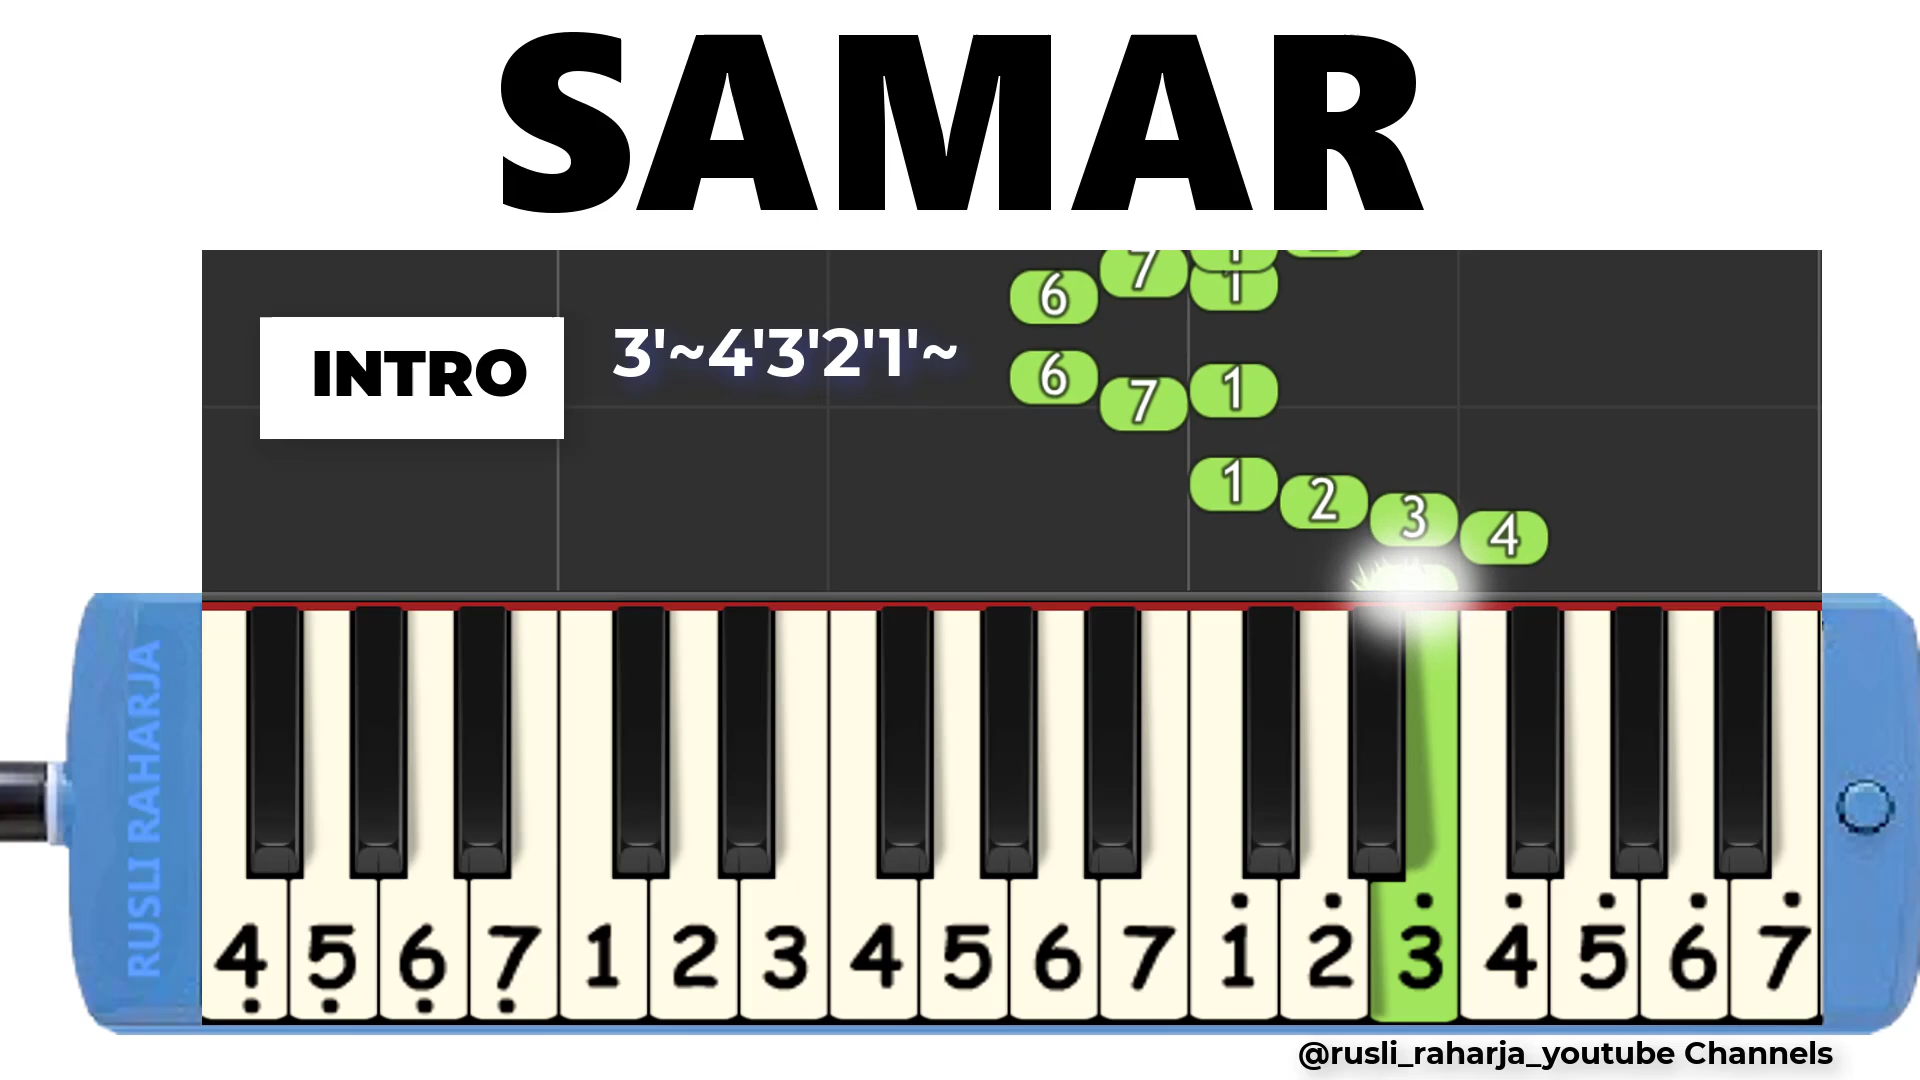 SAMAR
INTRO
3'~4'3'2'1'~
6 7 1
6 7 1
1 2 3 4
RUSLI RAHARJA
4 5 6 7 1 2 3 4 5 6 7 1 2 3 4 5 6 7
@rusli_raharja_youtube Channels